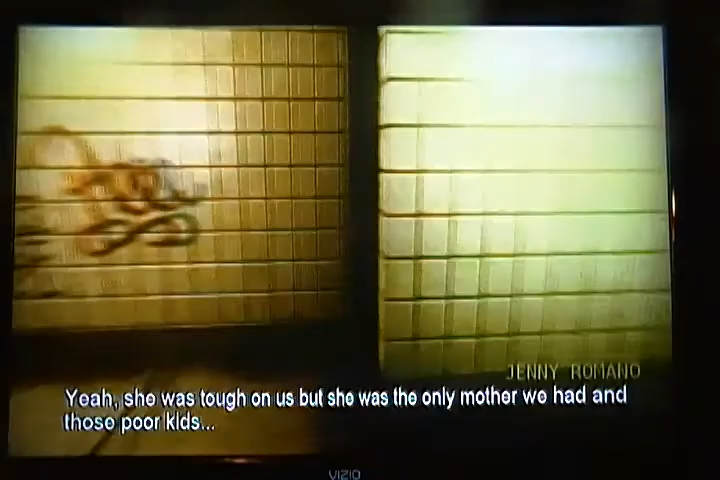 JENNY ROMANO
Yeah, she was tough on us but she was the only mother we had and
those poor kids...
VIZIO